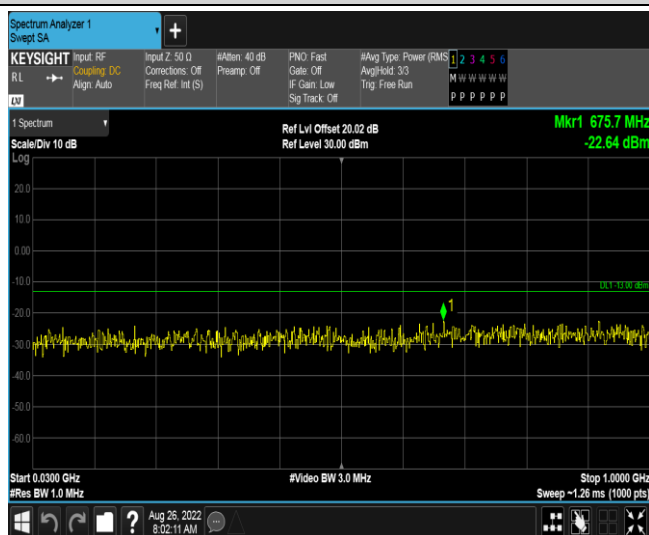 Spectrum Analyzer 1
Swept SA
+
KEYSIGHT
RL
Input: RF
Coupling: DC
Align: Auto
Input Z: 50 Ω
Corrections: Off
Freq Ref: Int (S)
#Atten: 40 dB
Preamp: Off
PNO: Fast
Gate: Off
IF Gain: Low
Sig Track: Off
#Avg Type: Power (RMS
Avg|Hold: 3/3
Trig: Free Run
1 2 3 4 5 6
M W W W W W
P P P P P P
LXI
1 Spectrum
Scale/Div 10 dB
Log
Ref Lvl Offset 20.02 dB
Ref Level 30.00 dBm
Mkr1 675.7 MHz
-22.64 dBm
20.0
10.0
0.00
-10.0
DL1 -13.00 dBm
-20.0
1
-30.0
-40.0
-50.0
-60.0
Start 0.0300 GHz
#Res BW 1.0 MHz
#Video BW 3.0 MHz
Stop 1.0000 GHz
Sweep ~1.26 ms (1000 pts)
?
Aug 26, 2022
8:02:11 AM